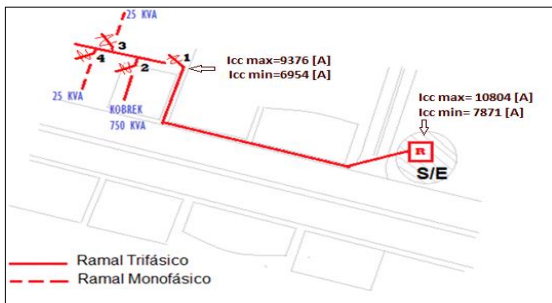 25 KVA
3
4
2
1
Icc max=9376 [A]
Icc min=6954 [A]
25 KVA
KOBREK
750 KVA
Icc max= 10804 [A]
Icc min= 7871 [A]
R
S/E
Ramal Trifásico
Ramal Monofásico